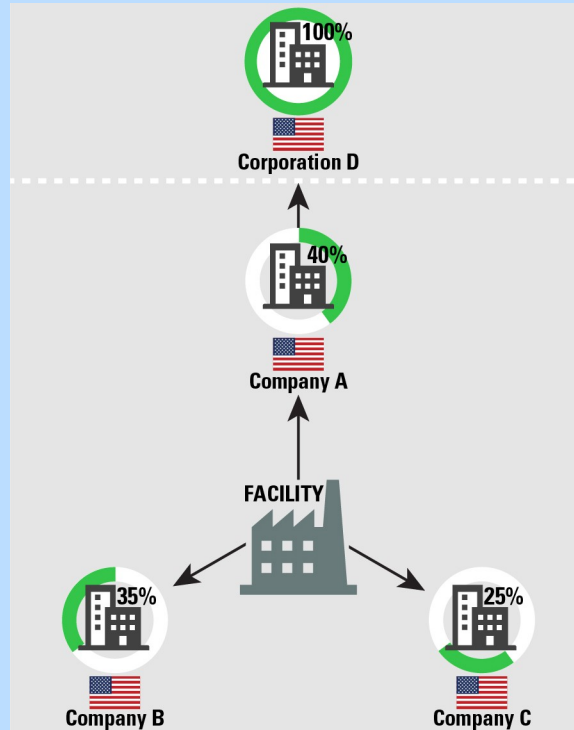 100%
Corporation D
40%
Company A
FACILITY
35%
25%
Company B
Company C